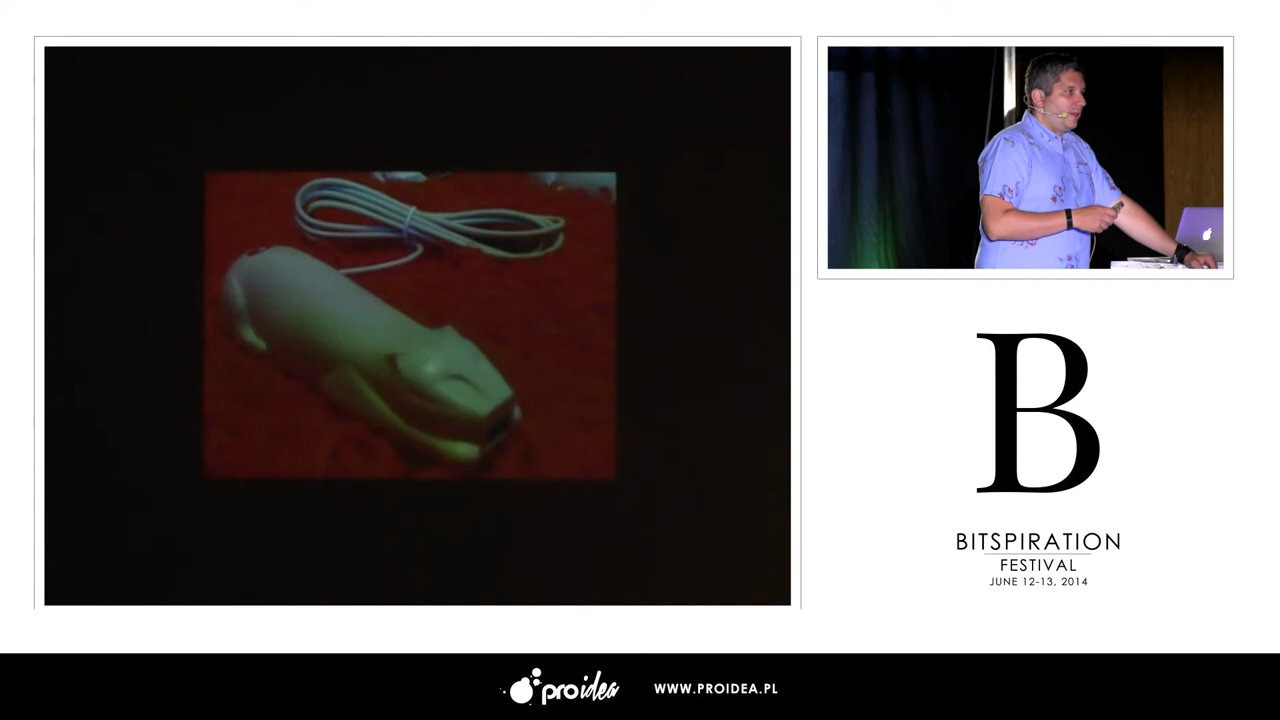 B
BITSPIRATION
FESTIVAL
JUNE 12-13, 2014
proidea
WWW.PROIDEA.PL